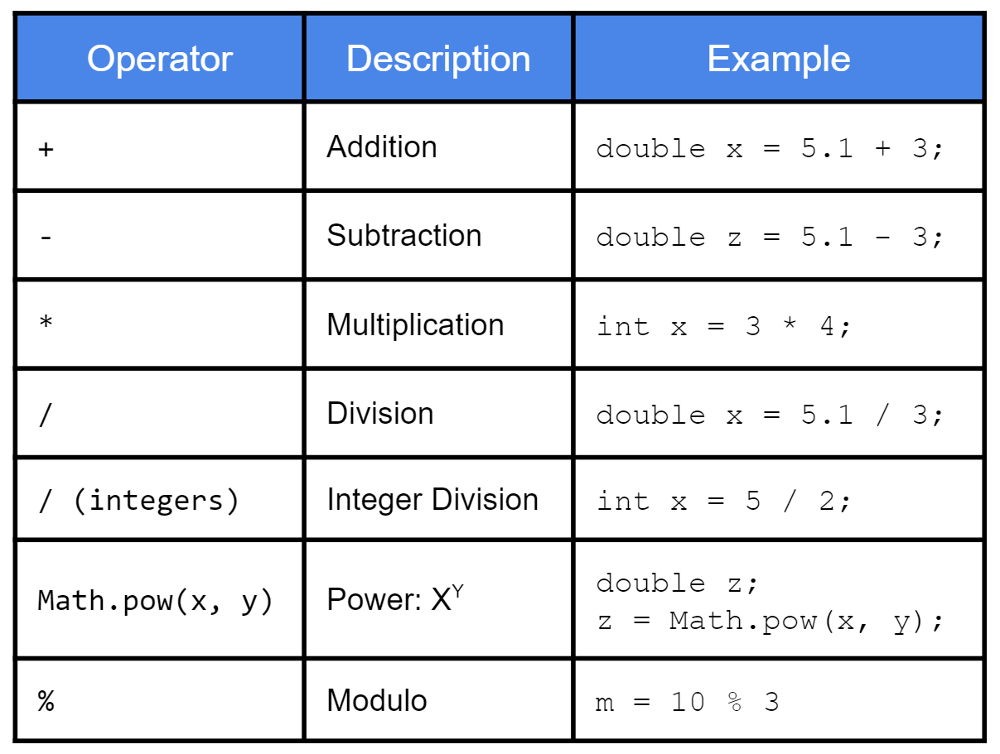 Operator Description Example
+ Addition double x = 5.1 + 3;
- Subtraction double z = 5.1 - 3;
* Multiplication int x = 3 * 4;
/ Division double x = 5.1 / 3;
/ (integers) Integer Division int x = 5 / 2;
Math.pow(x, y) Power: Xʸ double z;
z = Math.pow(x, y);
% Modulo m = 10 % 3